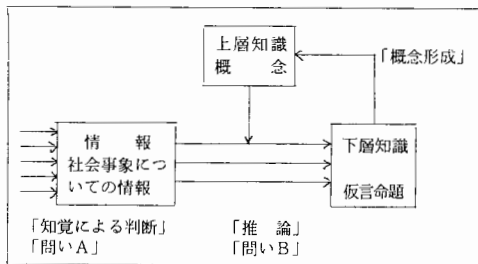 上層知識
概念
「概念形成」
情報
社会事象につ
いての情報
下層知識
仮言命題
「知覚による判断」
「問いA」
「推論」
「問いB」